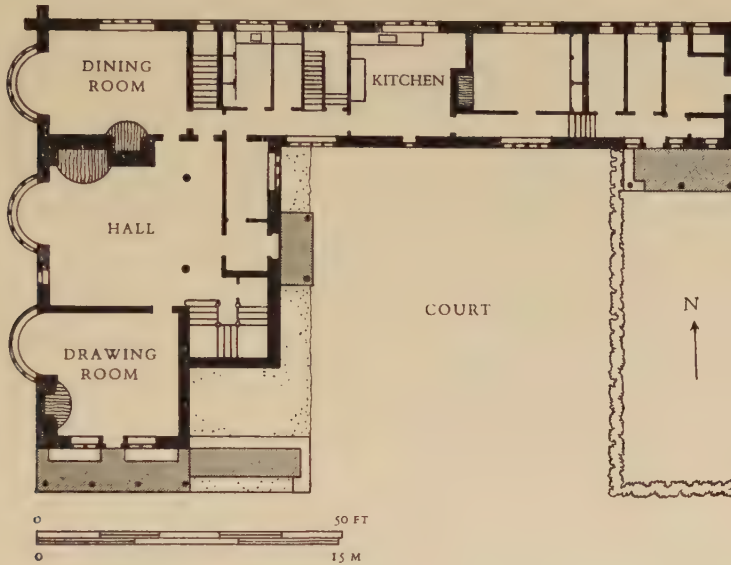 DINING
ROOM
KITCHEN
HALL
COURT
N
DRAWING
ROOM
0 50 FT
0 15 M